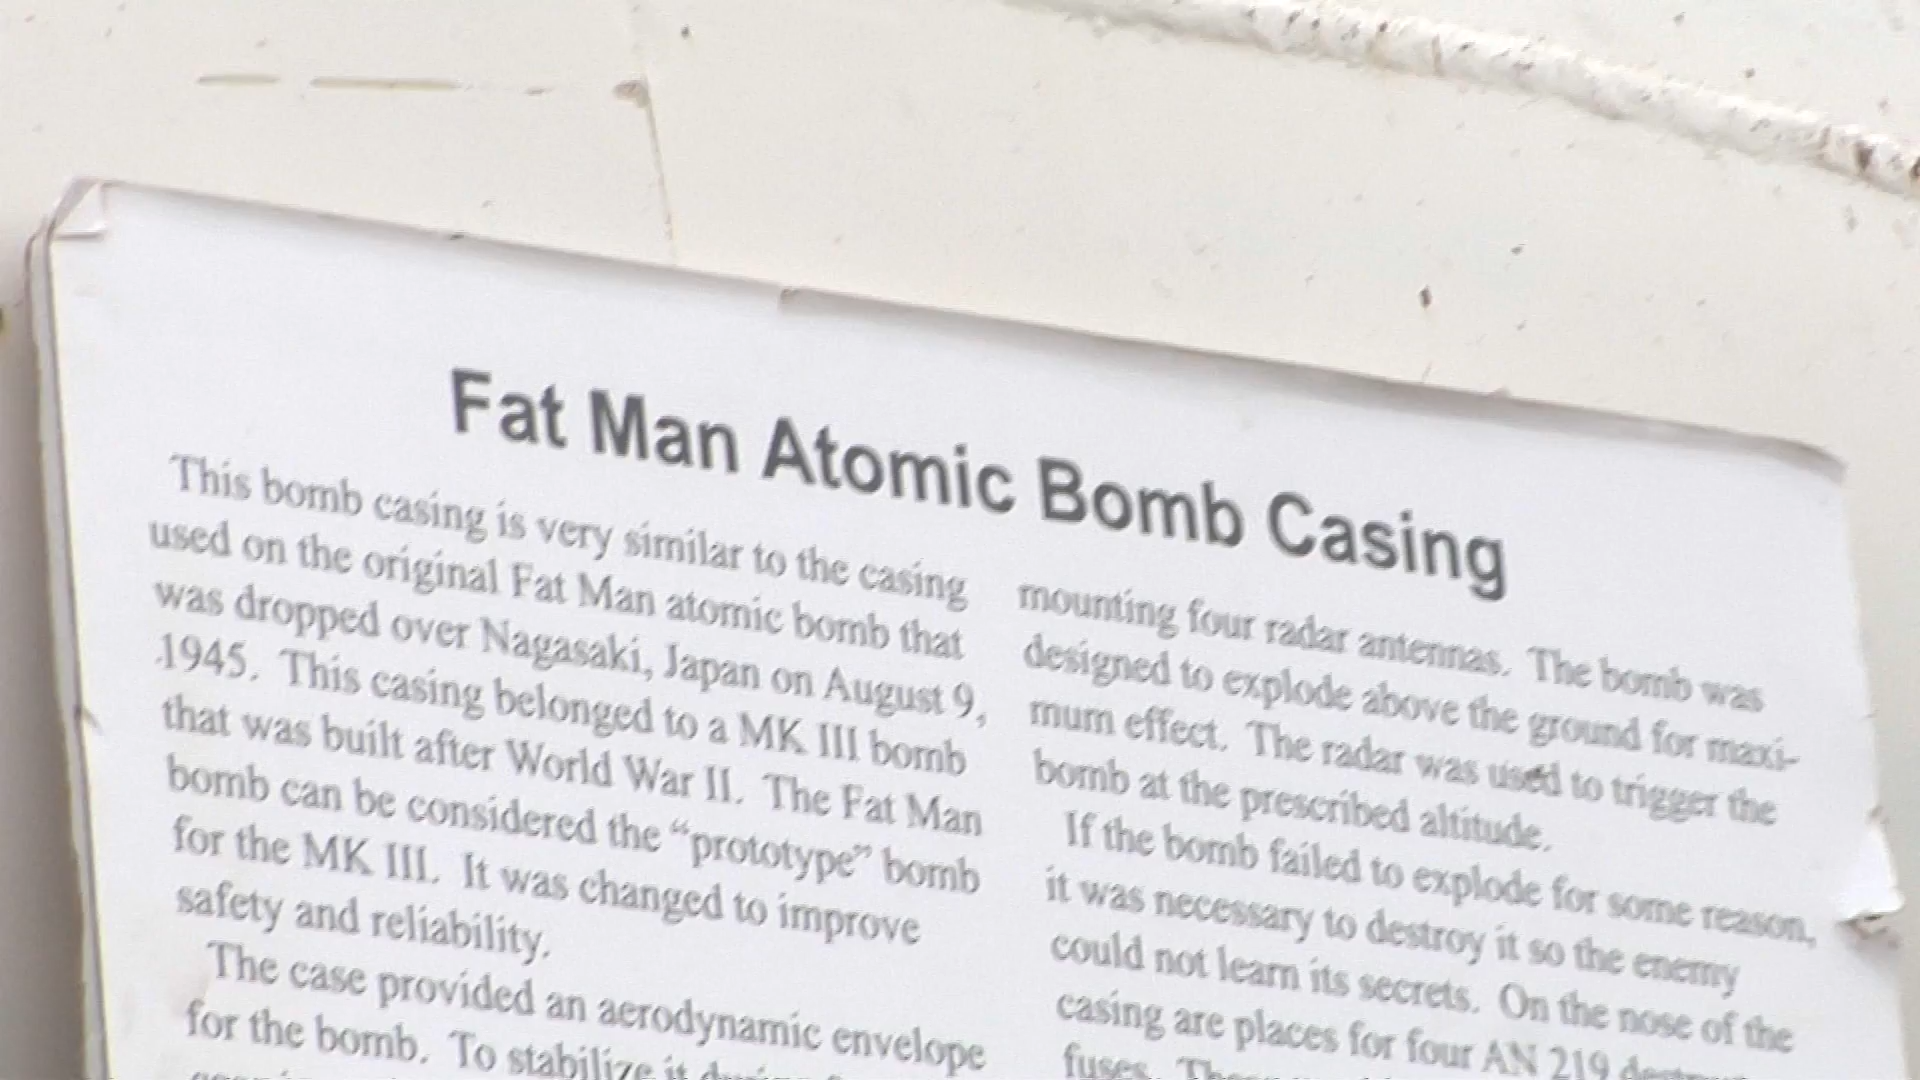 Fat Man Atomic Bomb Casing
This bomb casing is very similar to the casing
used on the original Fat Man atomic bomb that
was dropped over Nagasaki, Japan on August 9,
1945. This casing belonged to a MK III bomb
that was built after World War II. The Fat Man
bomb can be considered the “prototype” bomb
for the MK III. It was changed to improve
safety and reliability.
The case provided an aerodynamic envelope
for the bomb. To stabilize it during
mounting four radar antennas. The bomb was
designed to explode above the ground for maxi-
mum effect. The radar was used to trigger the
bomb at the prescribed altitude.
If the bomb failed to explode for some reason,
it was necessary to destroy it so the enemy
could not learn its secrets. On the nose of the
casing are places for four AN 219
fuses.